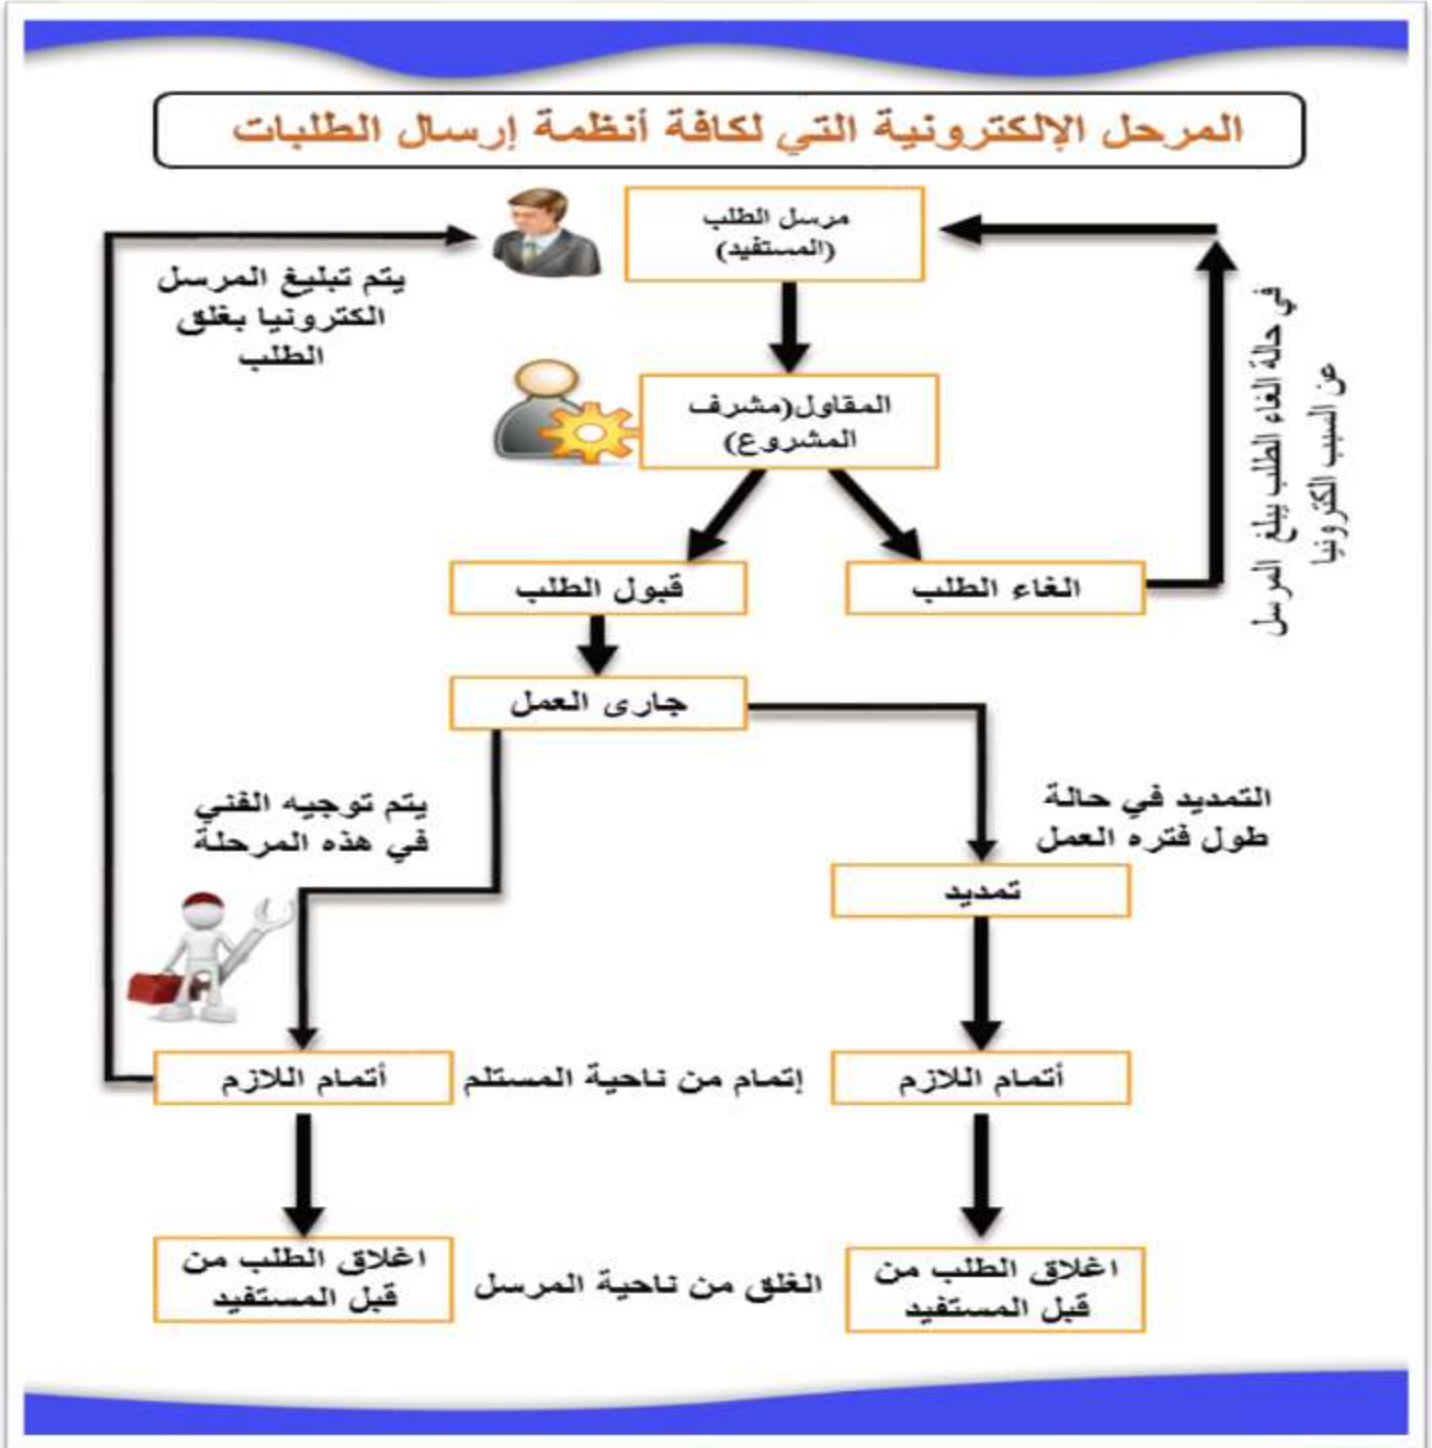 المرحل الإلكترونية التي لكافة أنظمة إرسال الطلبات
مرسل الطلب
(المستفيد)
يتم تبليغ المرسل
الكترونيا بغلق
الطلب
في حالة الغاء الطلب يبلغ المرسل
عن السبب الكترونيا
المقاول(مشرف
المشروع)
الغاء الطلب
قبول الطلب
جارى العمل
التمديد في حالة
طول فتره العمل
يتم توجيه الفني
في هذه المرحلة
تمديد
أتمام اللازم
إتمام من ناحية المستلم
أتمام اللازم
اغلاق الطلب من
قبل المستفيد
الغلق من ناحية المرسل
اغلاق الطلب من
قبل المستفيد